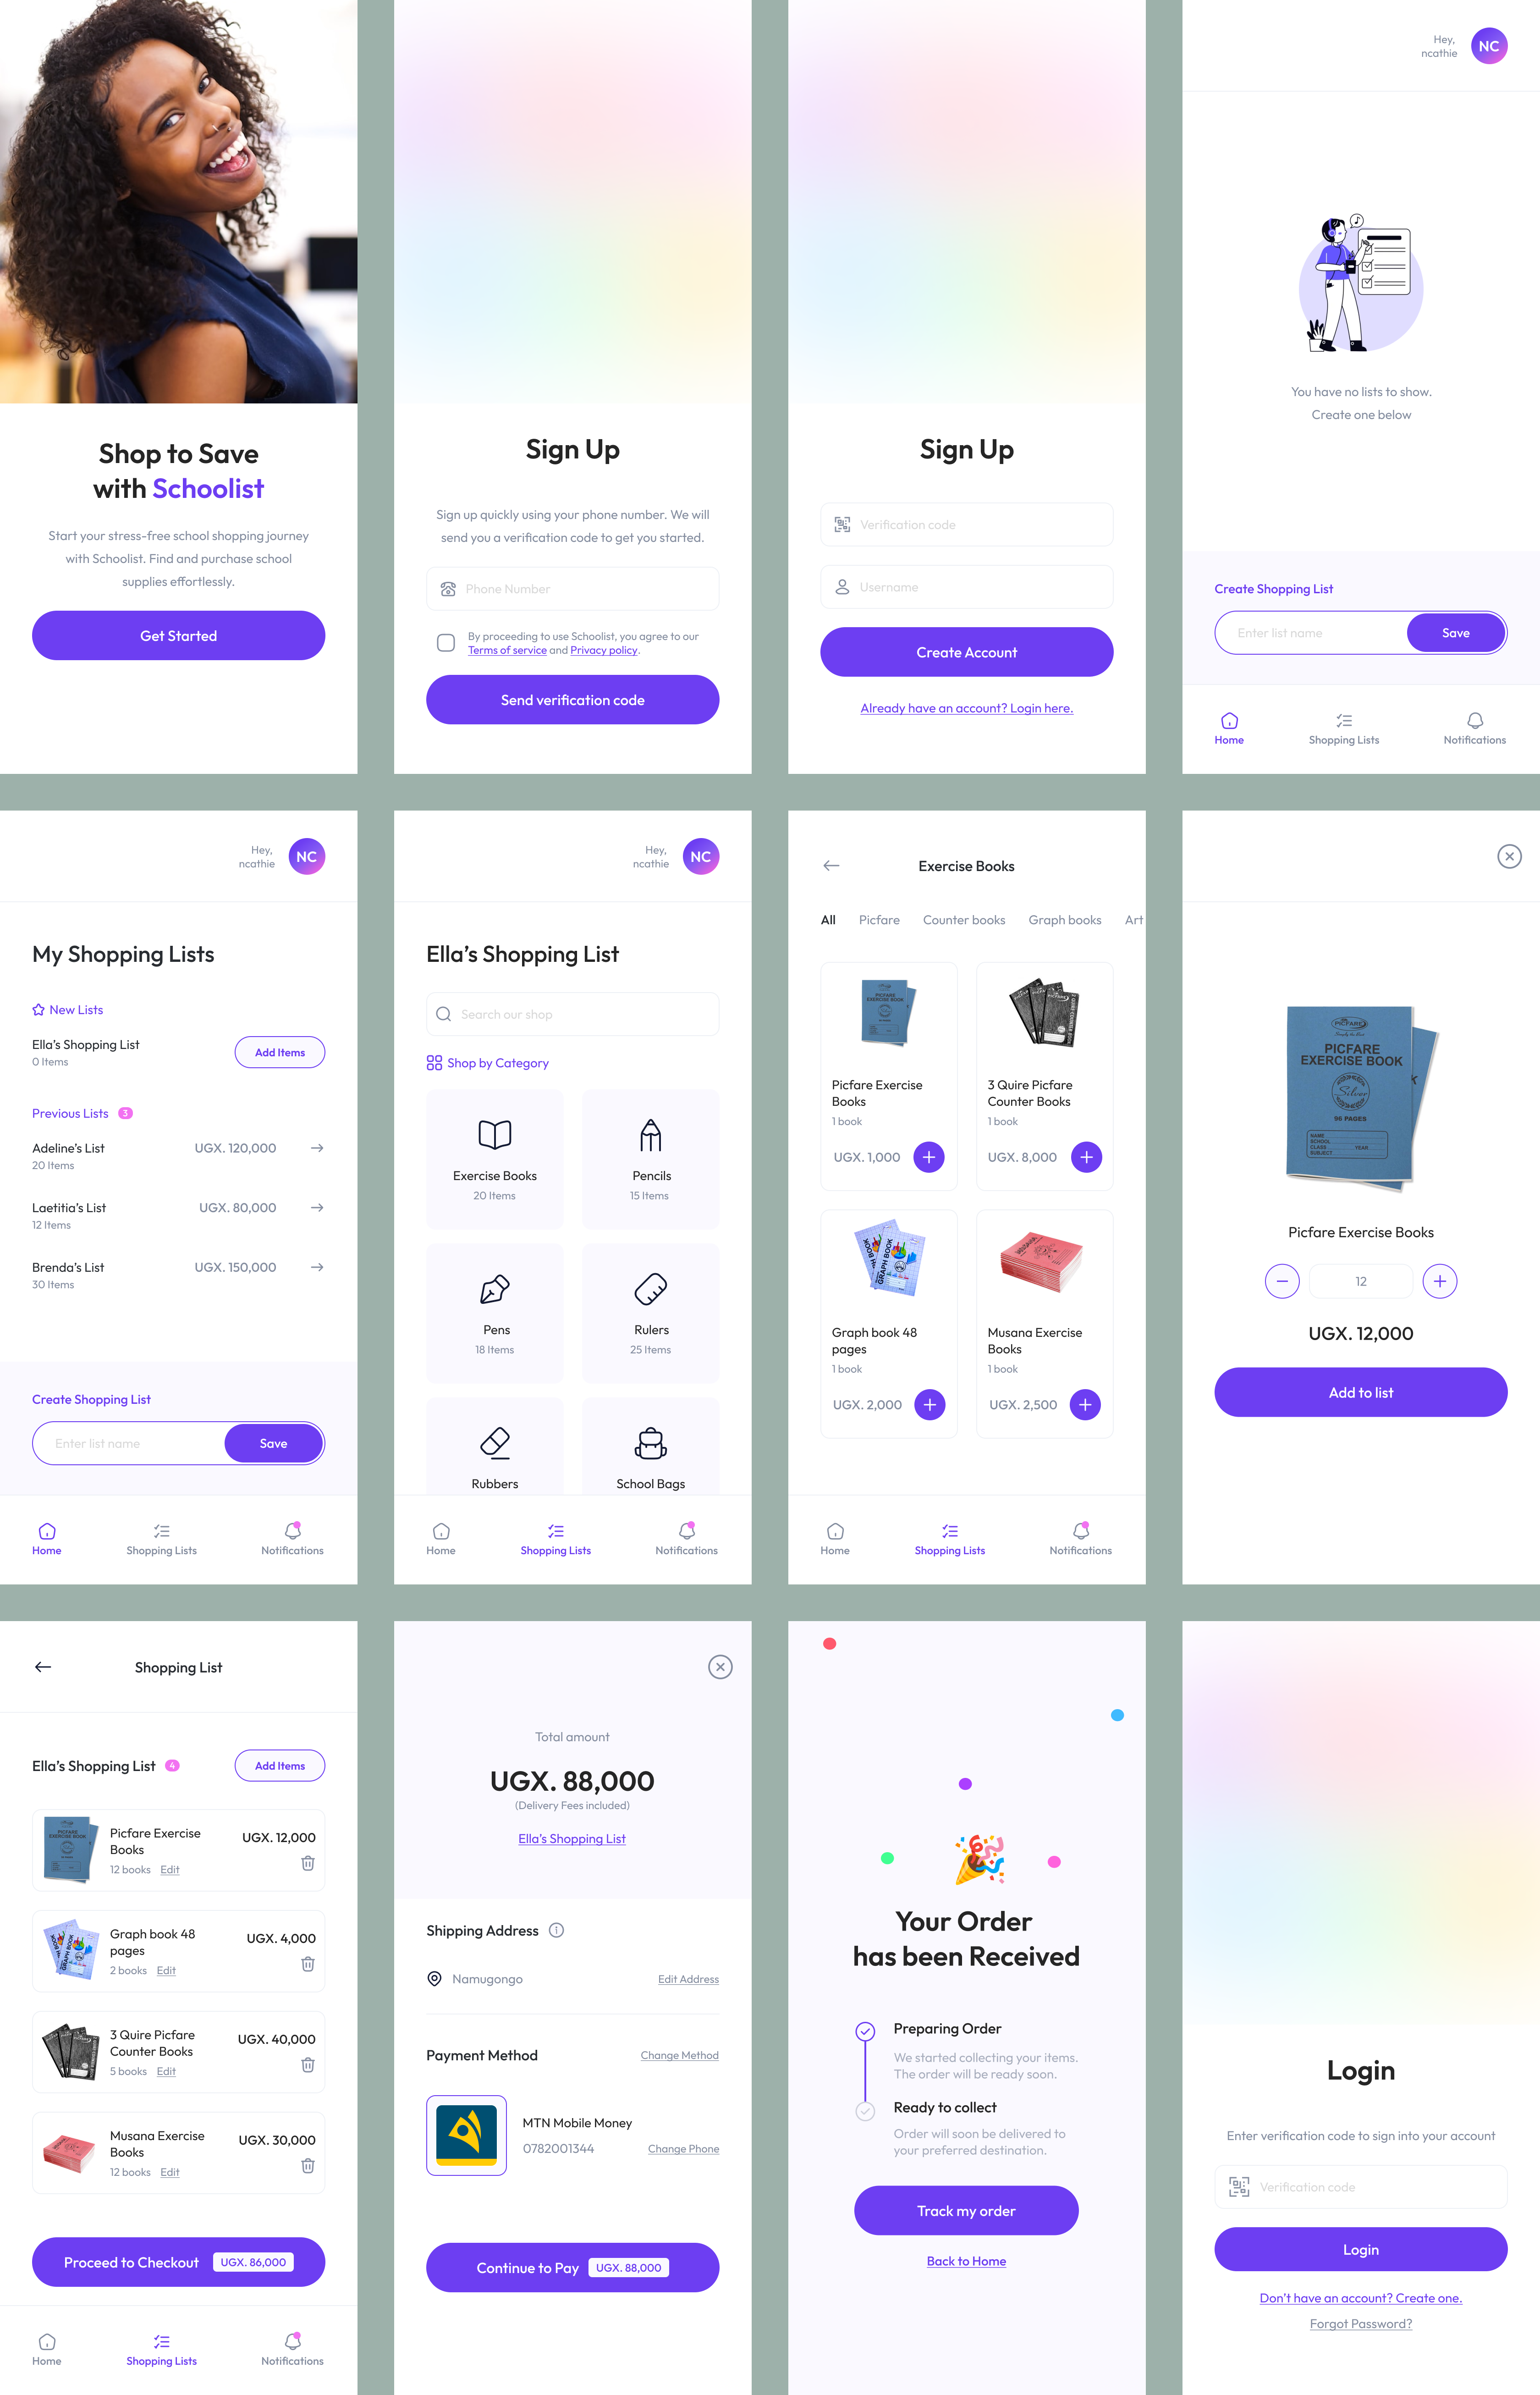 Shop to Save
with Schoolist
Start your stress-free school shopping journey
with Schoolist. Find and purchase school
supplies effortlessly.
Get Started
Sign Up
Sign up quickly using your phone number. We will
send you a verification code to get you started.
Phone Number
By proceeding to use Schoolist, you agree to our
Terms of service and Privacy policy.
Send verification code
Sign Up
Verification code
Username
Create Account
Already have an account? Login here.
Hey,
ncathie
NC
You have no lists to show.
Create one below
Create Shopping List
Enter list name
Save
Home
Shopping Lists
Notifications
Hey,
ncathie
NC
My Shopping Lists
New Lists
Ella's Shopping List
0 Items
Add Items
Previous Lists 3
Adeline's List
20 Items
UGX. 120,000
Laetitia's List
12 Items
UGX. 80,000
Brenda's List
30 Items
UGX. 150,000
Create Shopping List
Enter list name
Save
Home
Shopping Lists
Notifications
Hey,
ncathie
NC
Ella's Shopping List
Search our shop
Shop by Category
Exercise Books
20 Items
Pencils
15 Items
Pens
18 Items
Rulers
25 Items
Rubbers
School Bags
Home
Shopping Lists
Notifications
Exercise Books
All Picfare Counter books Graph books Art
PICFARE
EXERCISE BOOK
Picfare Exercise
Books
1 book
UGX. 1,000
3 Quire Picfare
Counter Books
1 book
UGX. 8,000
GRAPH BOOK
Graph book 48
pages
1 book
UGX. 2,000
Musana Exercise
Books
1 book
UGX. 2,500
Home
Shopping Lists
Notifications
PICFARE
PICFARE
EXERCISE BOOK
Silver
96 PAGES
NAME
SCHOOL
CLASS YEAR
SUBJECT
Picfare Exercise Books
12
UGX. 12,000
Add to list
Shopping List
Ella's Shopping List 4
Add Items
PICFARE
EXERCISE BOOK
Picfare Exercise
Books
12 books Edit
UGX. 12,000
GRAPH BOOK
Graph book 48
pages
2 books Edit
UGX. 4,000
3 Quire Picfare
Counter Books
5 books Edit
UGX. 40,000
Musana Exercise
Books
12 books Edit
UGX. 30,000
Proceed to Checkout UGX. 86,000
Home
Shopping Lists
Notifications
Total amount
UGX. 88,000
(Delivery Fees included)
Ella's Shopping List
Shipping Address
Namugongo
Edit Address
Payment Method
Change Method
MTN Mobile Money
0782001344
Change Phone
Continue to Pay UGX. 88,000
Your Order
has been Received
Preparing Order
We started collecting your items.
The order will be ready soon.
Ready to collect
Order will soon be delivered to
your preferred destination.
Track my order
Back to Home
Login
Enter verification code to sign into your account
Verification code
Login
Don't have an account? Create one.
Forgot Password?